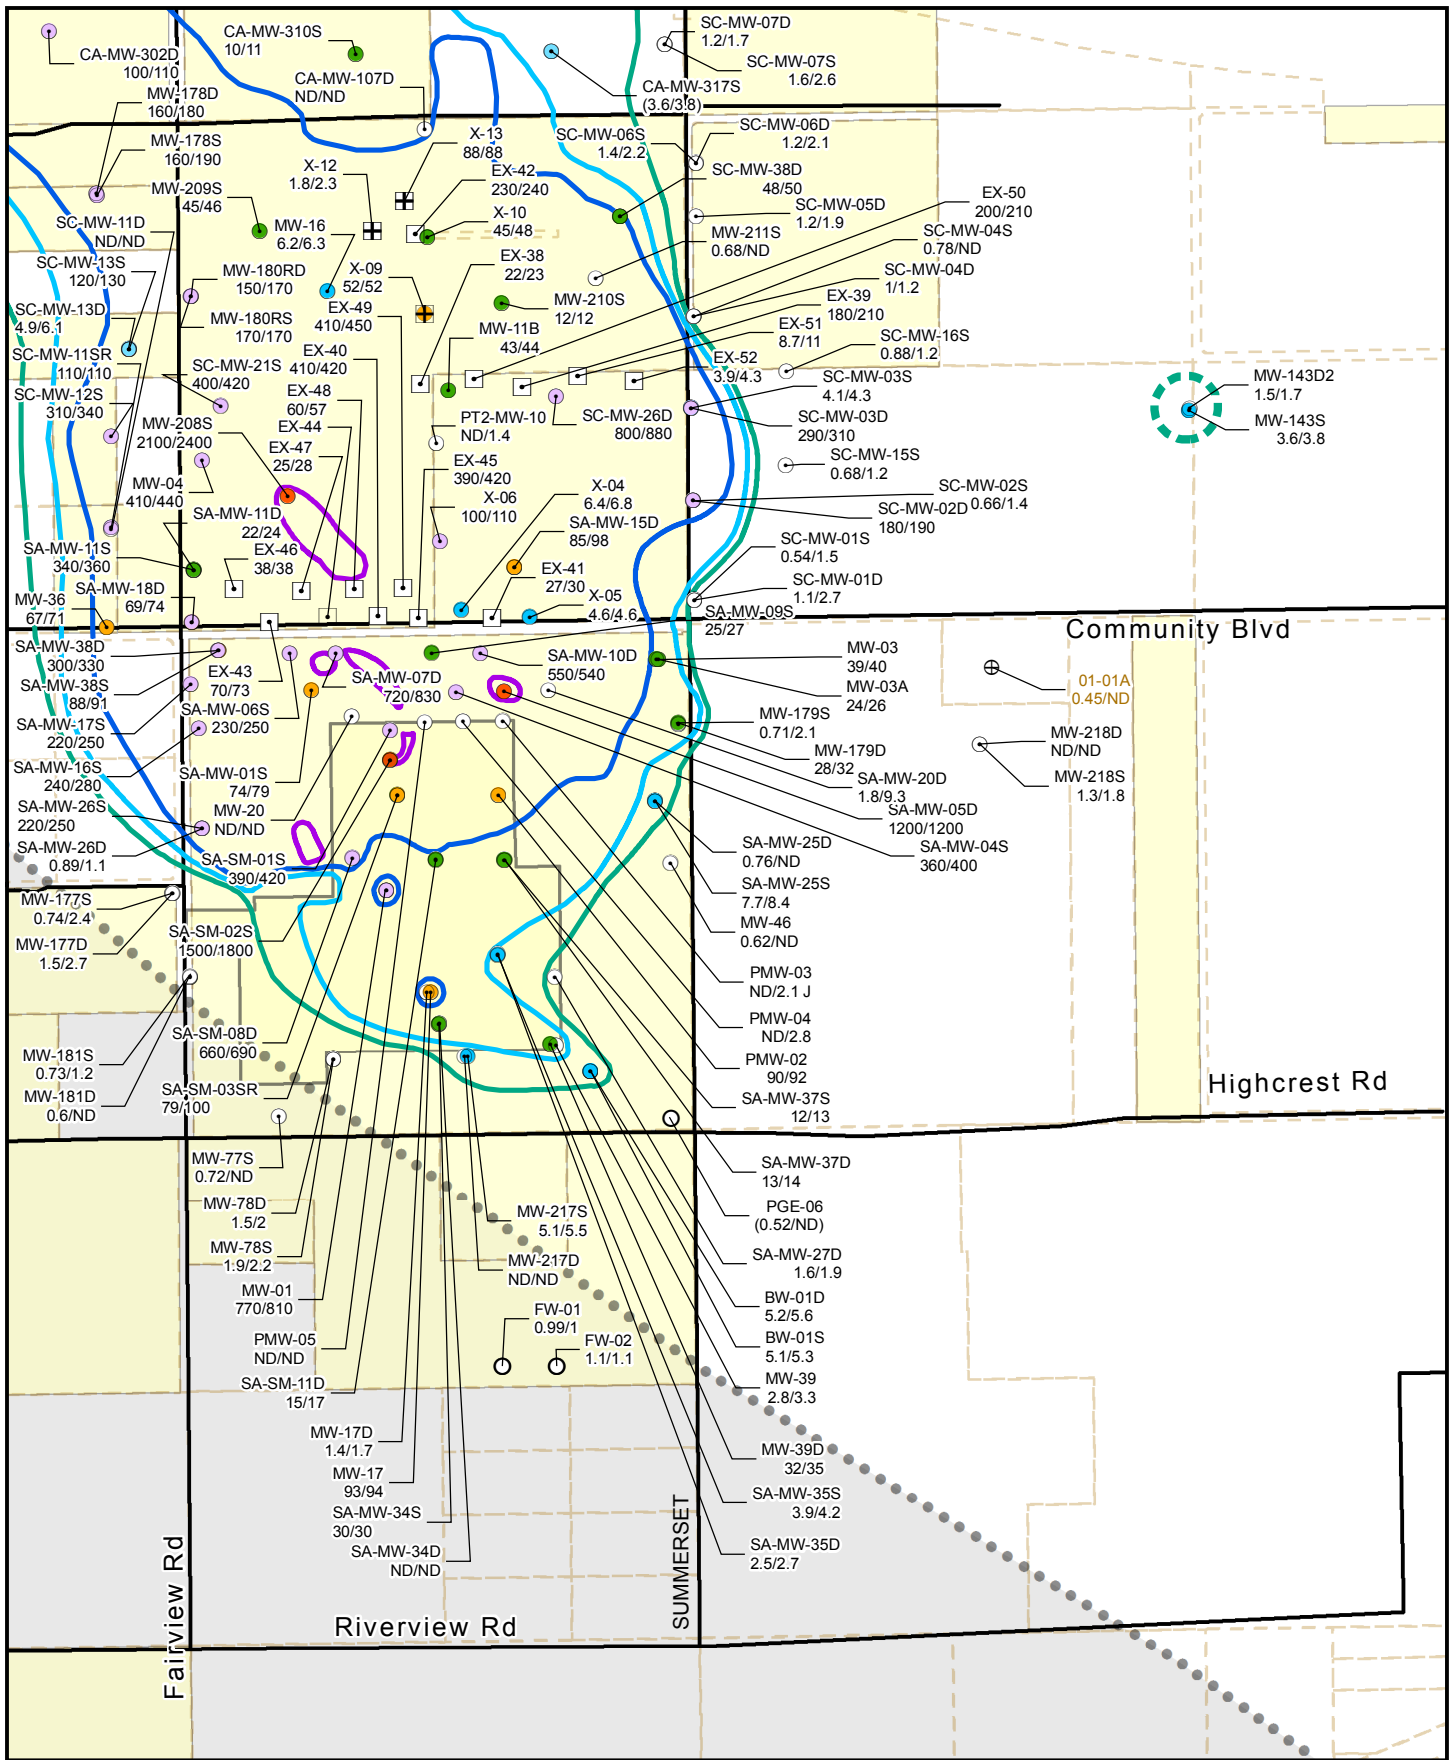 CA-MW-302D
100/110
CA-MW-310S
10/11
CA-MW-107D
ND/ND
CA-MW-317S
(3.6/3.8)
SC-MW-07D
1.2/1.7
SC-MW-07S
1.6/2.6
MW-178D
160/180
MW-178S
160/190
MW-209S
45/46
X-12
1.8/2.3
X-13
88/88
EX-42
230/240
X-10
45/48
SC-MW-06S
1.4/2.2
SC-MW-06D
1.2/2.1
SC-MW-38D
48/50
SC-MW-05D
1.2/1.9
EX-50
200/210
SC-MW-11D
ND/ND
SC-MW-13S
120/130
SC-MW-13D
4.9/6.1
SC-MW-11SR
110/110
SC-MW-12S
310/340
MW-16
6.2/6.3
MW-180RD
150/170
MW-180RS
170/170
X-09
52/52
EX-49
410/450
EX-38
22/23
MW-210S
12/12
MW-11B
43/44
MW-211S
0.68/ND
SC-MW-04S
0.78/ND
SC-MW-04D
1/1.2
EX-39
180/210
EX-51
8.7/11
SC-MW-16S
0.88/1.2
EX-52
3.9/4.3
SC-MW-03S
4.1/4.3
SC-MW-03D
290/310
SC-MW-15S
0.68/1.2
MW-143D2
1.5/1.7
MW-143S
3.6/3.8
SC-MW-21S
400/420
EX-40
410/420
EX-48
60/57
EX-44
EX-47
25/28
MW-208S
2100/2400
PT2-MW-10
ND/1.4
SC-MW-26D
800/880
EX-45
390/420
X-06
100/110
X-04
6.4/6.8
SA-MW-15D
85/98
EX-41
27/30
X-05
4.6/4.6
MW-04
410/440
SA-MW-11D
22/24
EX-46
38/38
SA-MW-11S
340/360
SA-MW-18D
69/74
MW-36
67/71
SC-MW-02S
0.66/1.4
SC-MW-02D
180/190
SC-MW-01S
0.54/1.5
SC-MW-01D
1.1/2.7
SA-MW-09S
25/27
Community Blvd
SA-MW-38D
300/330
SA-MW-38S
88/91
SA-MW-17S
220/250
SA-MW-16S
240/280
SA-MW-26S
220/250
SA-MW-26D
0.89/1.1
EX-43
70/73
SA-MW-06S
230/250
SA-MW-07D
720/830
SA-MW-10D
550/540
MW-03
39/40
MW-03A
24/26
01-01A
0.45/ND
MW-179S
0.71/2.1
MW-179D
28/32
MW-218D
ND/ND
MW-218S
1.3/1.8
SA-MW-01S
74/79
MW-20
ND/ND
SA-SM-01S
390/420
SA-MW-20D
1.8/9.3
SA-MW-05D
1200/1200
SA-MW-04S
360/400
SA-MW-25D
0.76/ND
SA-MW-25S
7.7/8.4
MW-46
0.62/ND
MW-177S
0.74/2.4
MW-177D
1.5/2.7
SA-SM-02S
1500/1800
PMW-03
ND/2.1 J
PMW-04
ND/2.8
PMW-02
90/92
SA-MW-37S
12/13
MW-181S
0.73/1.2
MW-181D
0.6/ND
SA-SM-08D
660/690
SA-SM-03SR
79/100
Highcrest Rd
MW-77S
0.72/ND
MW-78D
1.5/2
MW-78S
1.9/2.2
MW-01
770/810
PMW-05
ND/ND
SA-SM-11D
15/17
MW-217S
5.1/5.5
MW-217D
ND/ND
SA-MW-37D
13/14
PGE-06
(0.52/ND)
SA-MW-27D
1.6/1.9
BW-01D
5.2/5.6
BW-01S
5.1/5.3
MW-39
2.8/3.3
FW-01
0.99/1
FW-02
1.1/1.1
MW-17D
1.4/1.7
MW-17
93/94
SA-MW-34S
30/30
SA-MW-34D
ND/ND
MW-39D
32/35
SA-MW-35S
3.9/4.2
SA-MW-35D
2.5/2.7
Fairview Rd
SUMMERSET
Riverview Rd